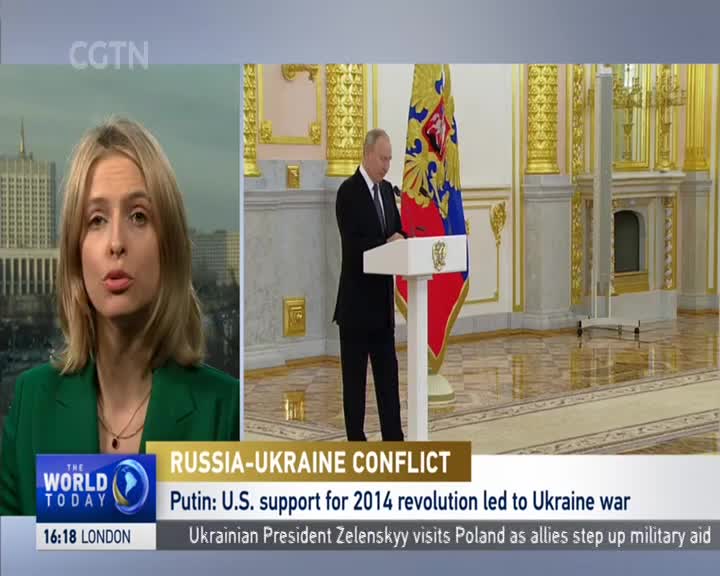 CGTN
RUSSIA-UKRAINE CONFLICT
THE
WORLD
TODAY
Putin: U.S. support for 2014 revolution led to Ukraine war
16:18 LONDON
Ukrainian President Zelenskyy visits Poland as allies step up military aid